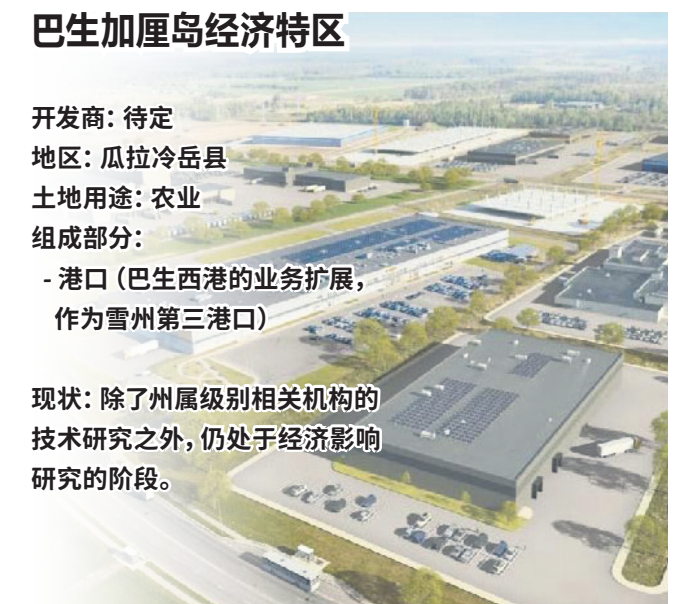 巴生加厘岛经济特区
开发商：待定
地区：瓜拉冷岳县
土地用途：农业
组成部分：
- 港口（巴生西港的业务扩展，
作为雪州第三港口）
现状：除了州属级别相关机构的
技术研究之外，仍处于经济影响
研究的阶段。